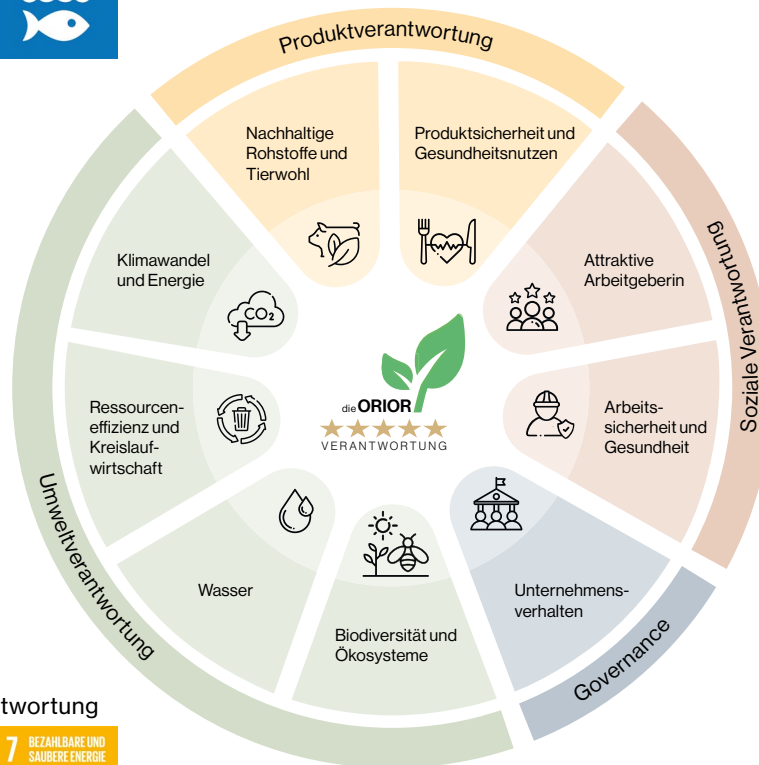 Produktverantwortung
Nachhaltige
Rohstoffe und
Tierwohl
Produktsicherheit und
Gesundheitsnutzen
Soziale Verantwortung
Attraktive
Arbeitgeberin
Arbeits-
sicherheit und
Gesundheit
Governance
Unternehmens-
verhalten
Umweltverantwortung
Biodiversität und
Ökosysteme
Wasser
Ressourcen-
effizienz und
Kreislauf-
wirtschaft
Klimawandel
und Energie
CO₂
die ORIOR
VERANTWORTUNG
twortung
7 BEZAHLBARE UND
SAUBERE ENERGIE